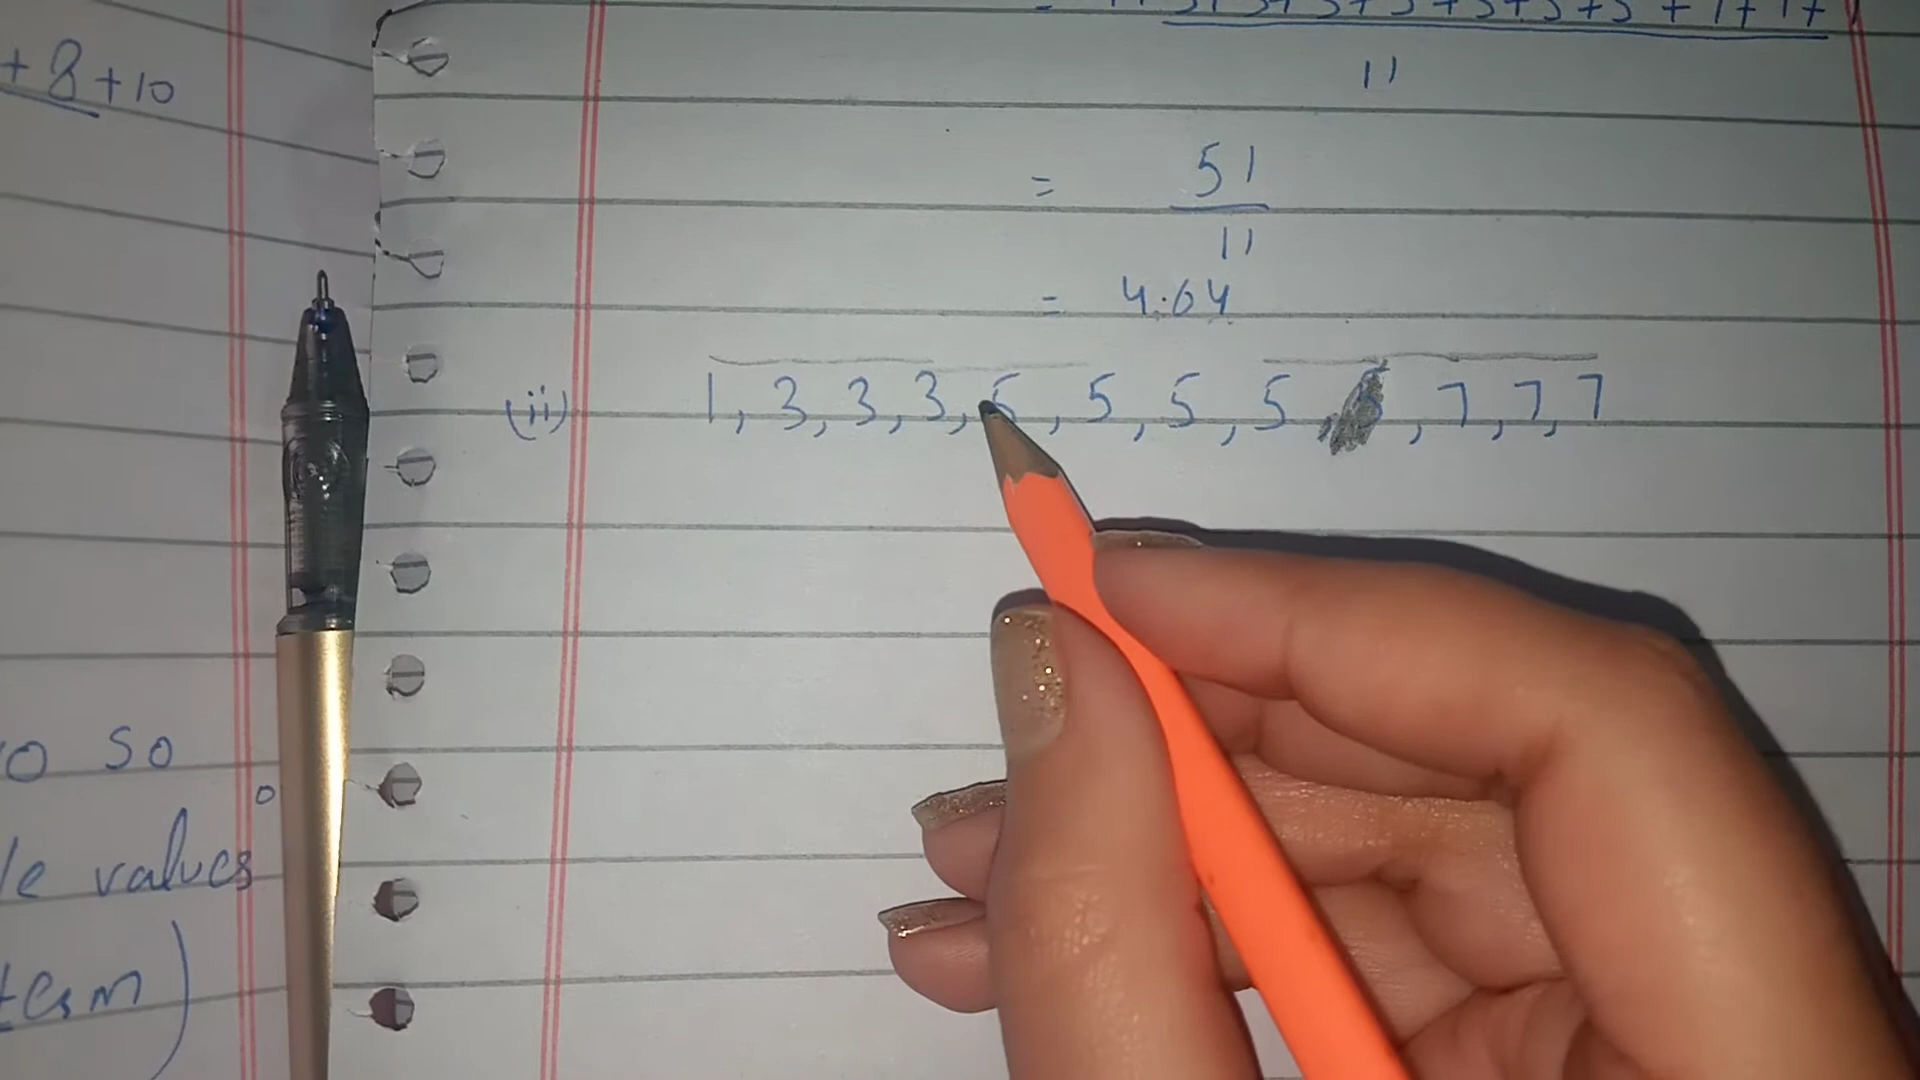 + 8 + 10
11
= 51
11
= 4.64
(ii) 1, 3, 3, 3, 5, 5, 5, 5, 7, 7, 7
so
values
term)